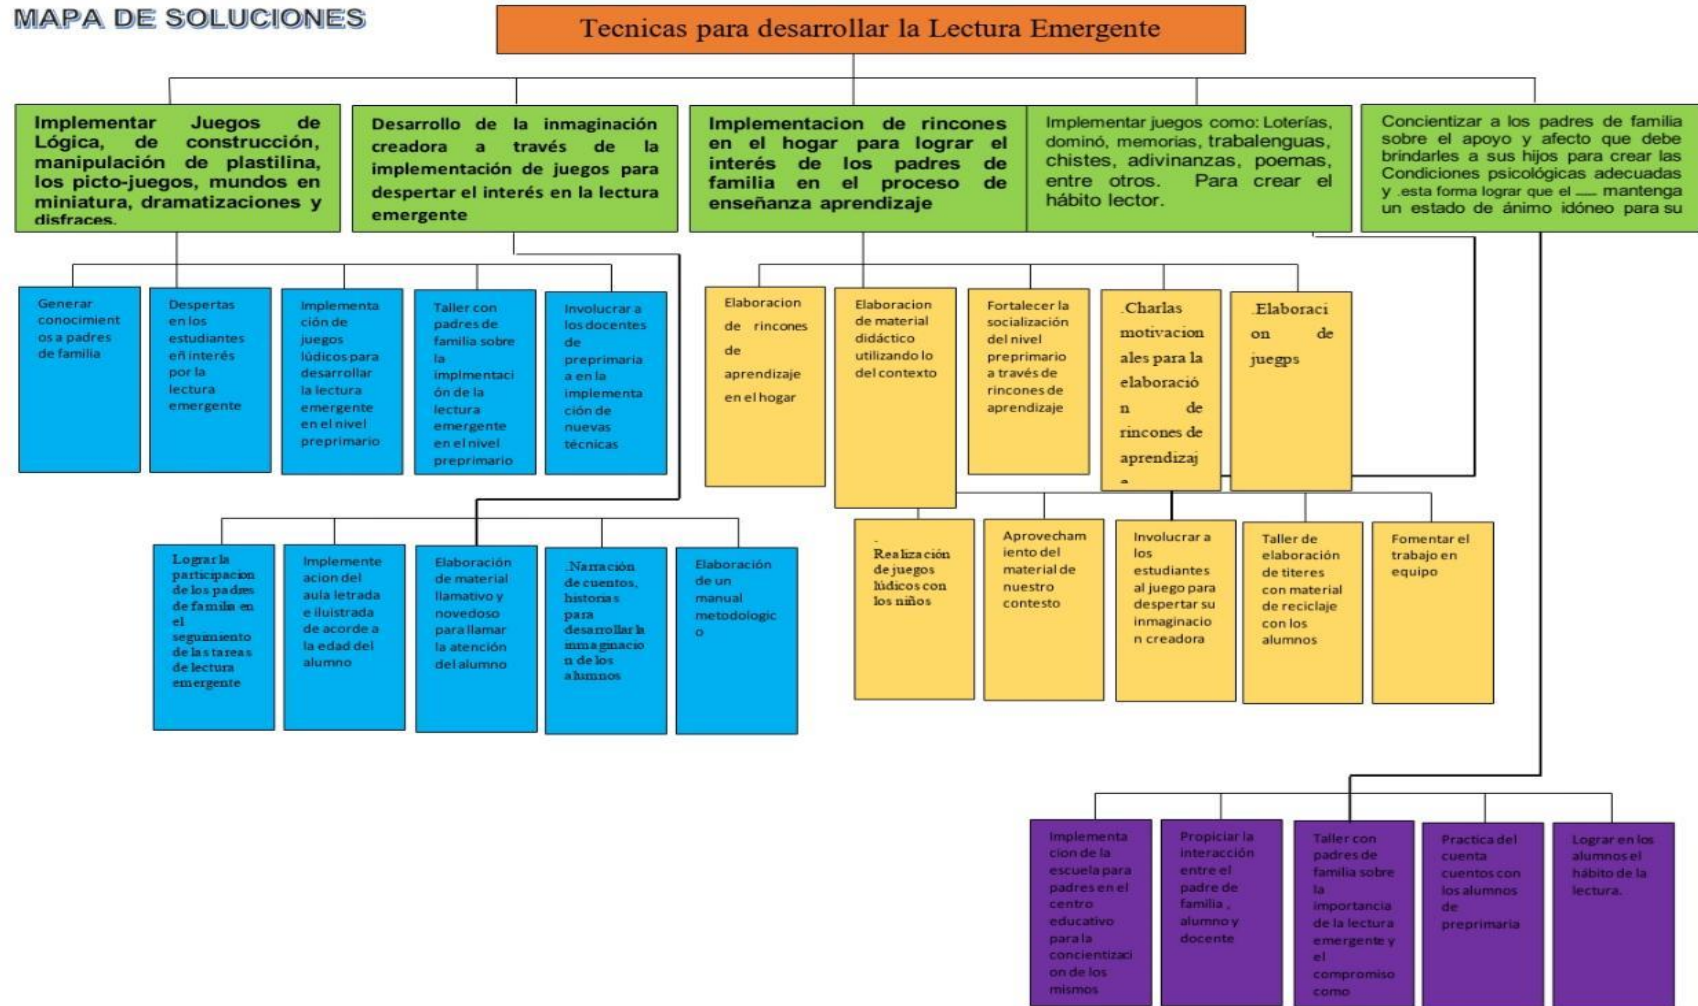 MAPA DE SOLUCIONES
Tecnicas para desarrollar la Lectura Emergente
Implementar Juegos de
Lógica, de construcción,
manipulación de plastilina,
los picto-juegos, mundos en
miniatura, dramatizaciones y
disfraces.
Desarrollo de la inmaginación
creadora a través de la
implementación de juegos para
despertar el interés en la lectura
emergente
Implementacion de rincones
en el hogar para lograr el
interés de los padres de
familia en el proceso de
enseñanza aprendizaje
Implementar juegos como: Loterías,
dominó, memorias, trabalenguas,
chistes, adivinanzas, poemas,
entre otros. Para crear el
hábito lector.
Concientizar a los padres de familia
sobre el apoyo y afecto que debe
brindarles a sus hijos para crear las
Condiciones psicológicas adecuadas
y .esta forma lograr que el __ mantenga
un estado de ánimo idóneo para su
Generar
conocimient
os a padres
de familia
Despertas
en los
estudiantes
eñ interés
por la
lectura
emergente
Implementa
ción de
juegos
lúdicos para
desarrollar
la lectura
emergente
en el nivel
preprimario
Taller con
padres de
familia sobre
la
implmentaci
ón de la
lectura
emergente
en el nivel
preprimario
Involucrar a
los docentes
de
preprimaria
a en la
implementa
ción de
nuevas
técnicas
Elaboracion
de rincones
de
aprendizaje
en el hogar
Elaboracion
de material
didáctico
utilizando lo
del contexto
Fortalecer la
socialización
del nivel
preprimario
a través de
rincones de
aprendizaje
.Charlas
motivacion
ales para la
elaboració
n de
rincones de
aprendizaj
.Elaboraci
on de
juegps
Lograr la
participacion
de los padres
de familia en
el
seguimiento
de las tareas
de lectura
emergente
Implemente
acion del
aula letrada
e iluistrada
de acorde a
la edad del
alumno
Elaboración
de material
llamativo y
novedoso
para llamar
la atención
del alumno
.Narración
de cuentos,
historias
para
desarrollar la
inmaginacio
n de los
alumnos
Elaboración
de un
manual
metodologic
o
.
Realización
de juegos
lúdicos con
los niños
Aprovecham
iento del
material de
nuestro
contesto
Involucrar a
los
estudiantes
al juego para
despertar su
inmaginacio
n creadora
Taller de
elaboración
de titeres
con material
de reciclaje
con los
alumnos
Fomentar el
trabajo en
equipo
Implementa
cion de la
escuela para
padres en el
centro
educativo
para la
concientizaci
on de los
mismos
Propiciar la
interacción
entre el
padre de
familia ,
alumno y
docente
Taller con
padres de
familia sobre
la
importancia
de la lectura
emergente y
el
compromiso
como
Practica del
cuenta
cuentos con
los alumnos
de
preprimaria
Lograr en los
alumnos el
hábito de la
lectura.